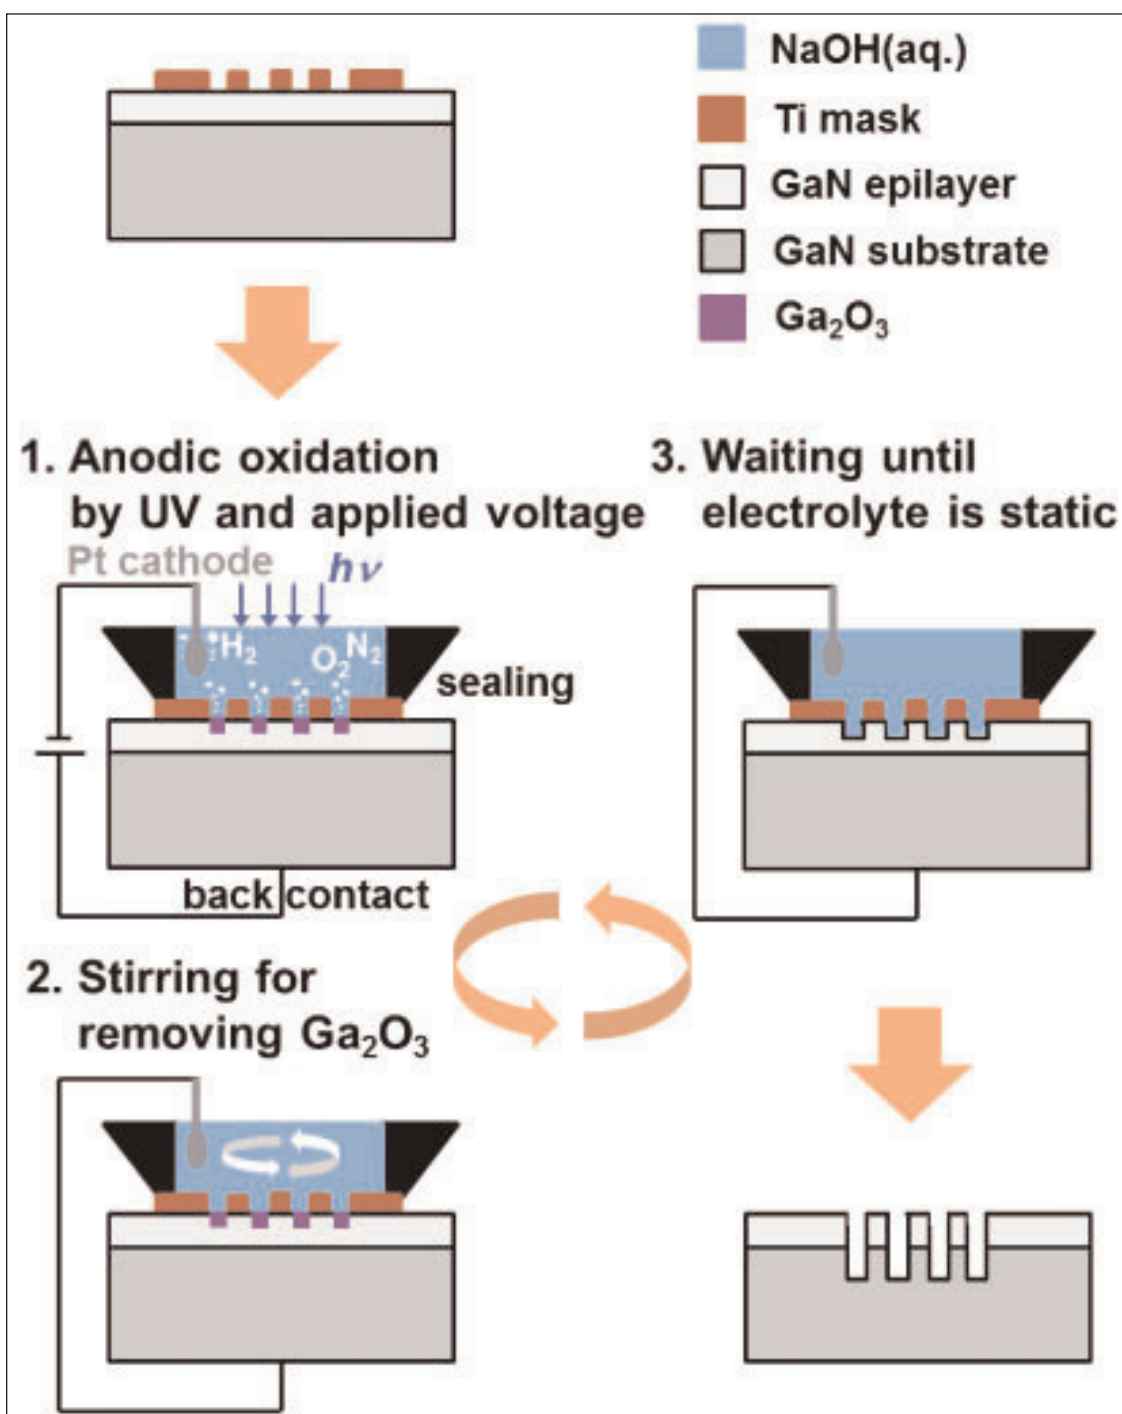 NaOH(aq.)
Ti mask
GaN epilayer
GaN substrate
Ga₂O₃
1. Anodic oxidation
by UV and applied voltage
Pt cathode
hν
H₂
O₂
N₂
sealing
back contact
2. Stirring for
removing Ga₂O₃
3. Waiting until
electrolyte is static